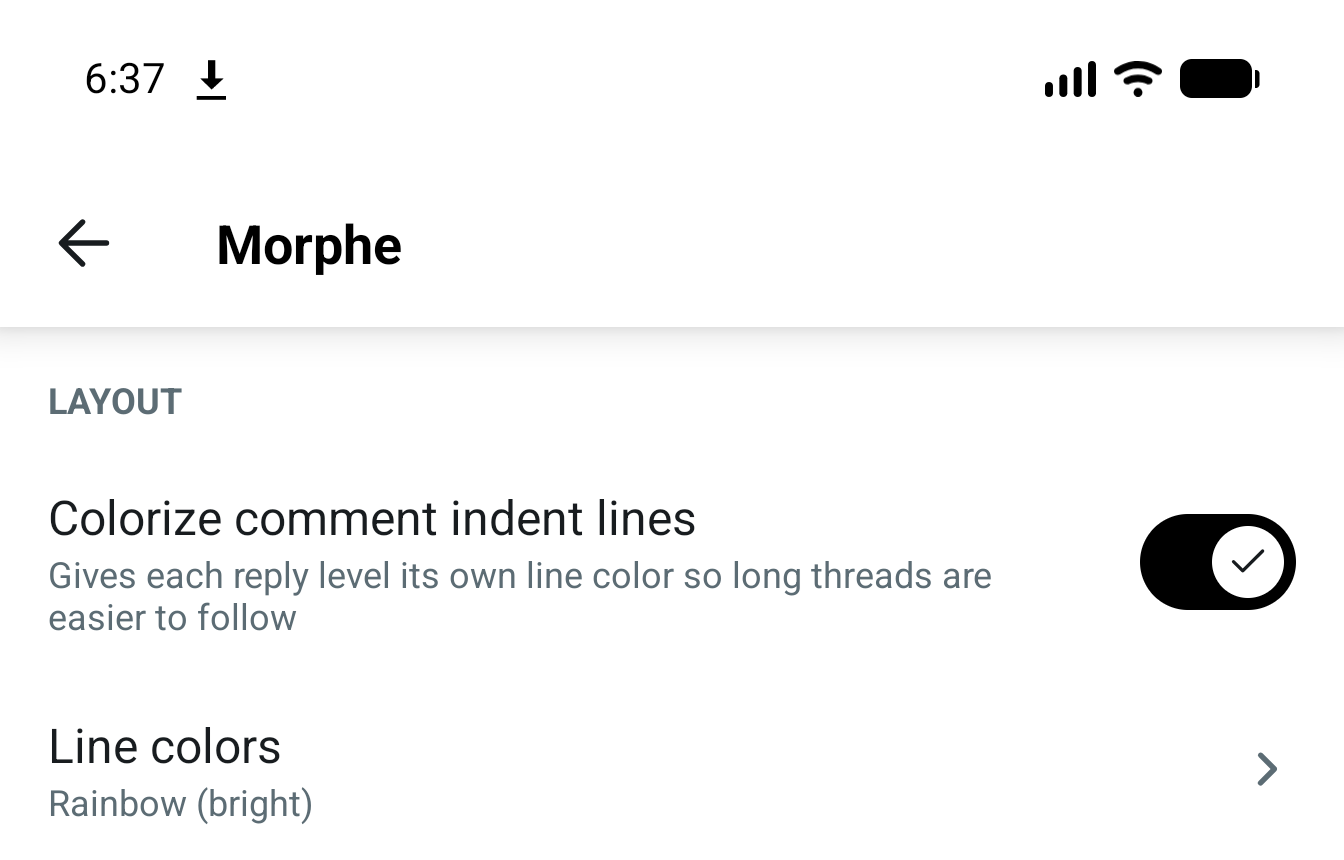 6:37
Morphe
LAYOUT
Colorize comment indent lines
Gives each reply level its own line color so long threads are
easier to follow
Line colors
Rainbow (bright)